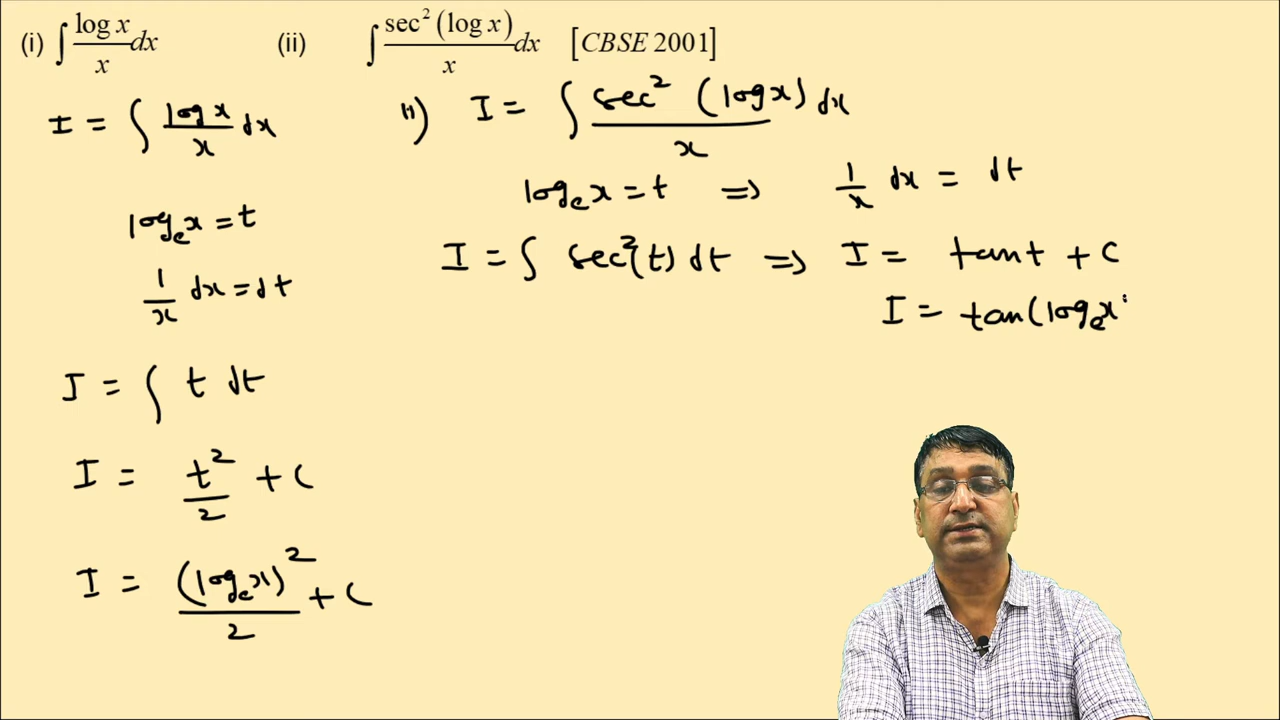 (i) ∫ log x / x dx (ii) ∫ sec² (log x) / x dx [CBSE 2001]
I = ∫ log x / x dx
logₑx = t
1/x dx = dt
I = ∫ t dt
I = t²/2 + C
I = (logₑx)²/2 + C
ii) I = ∫ sec² (log x) / x dx
logₑx = t ⇒ 1/x dx = dt
I = ∫ sec²(t) dt ⇒ I = tan t + C
I = tan(logₑx